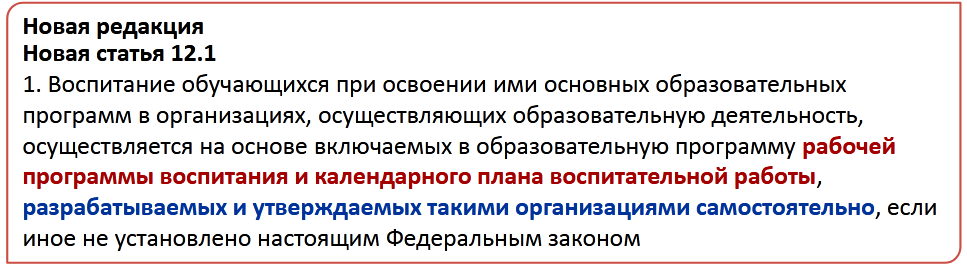 Новая редакция
Новая статья 12.1
1. Воспитание обучающихся при освоении ими основных образовательных
программ в организациях, осуществляющих образовательную деятельность,
осуществляется на основе включаемых в образовательную программу рабочей
программы воспитания и календарного плана воспитательной работы,
разрабатываемых и утверждаемых такими организациями самостоятельно, если
иное не установлено настоящим Федеральным законом